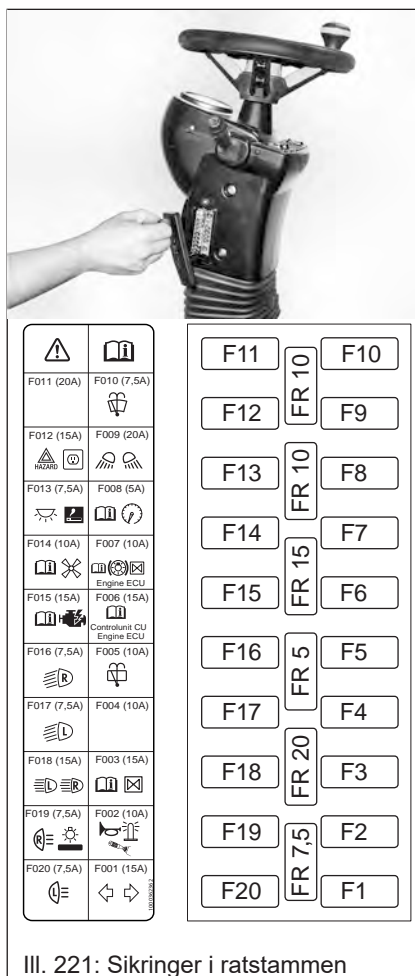 F011 (20A) F010 (7,5A)
F012 (15A) F009 (20A)
HAZARD
F013 (7,5A) F008 (5A)
F014 (10A) F007 (10A)
Engine ECU
F015 (15A) F006 (15A)
Controlunit CU
Engine ECU
F016 (7,5A) F005 (10A)
R
F017 (7,5A) F004 (10A)
L
F018 (15A) F003 (15A)
L R
F019 (7,5A) F002 (10A)
R
F020 (7,5A) F001 (15A)
L
F11 FR 10 F10
F12 F9
F13 FR 10 F8
F14 F7
FR 15
F15 F6
F16 F5
FR 5
F17 F4
F18 FR 20 F3
F19 F2
FR 7,5
F20 F1
Ill. 221: Sikringer i ratstammen